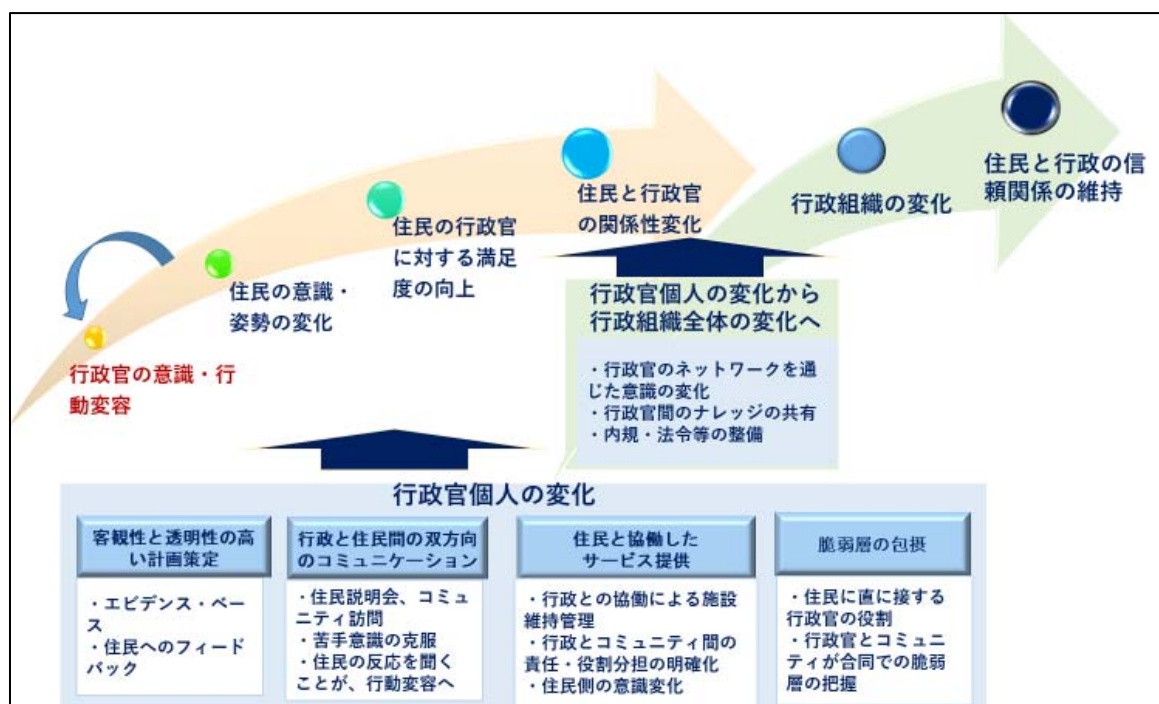 住民と行政の信
頼関係の維持
行政組織の変化
住民と行政官
の関係性変化
住民の行政官
に対する満足
度の向上
住民の意識・
姿勢の変化
行政官の意識・行
動変容
行政官個人の変化から
行政組織全体の変化へ
・行政官のネットワークを通
じた意識の変化
・行政官間のナレッジの共有
・内規・法令等の整備
行政官個人の変化
客観性と透明性の高
い計画策定
・エビデンス・ベー
ス
・住民へのフィード
バック
行政と住民間の双方向
のコミュニケーション
・住民説明会、コミュ
ニティ訪問
・苦手意識の克服
・住民の反応を聞く
ことが、行動変容へ
住民と協働した
サービス提供
・行政との協働による施設
維持管理
・行政とコミュニティ間の
責任・役割分担の明確化
・住民側の意識変化
脆弱層の包摂
・住民に直に接する
行政官の役割
・行政官とコミュニ
ティが合同での脆弱
層の把握